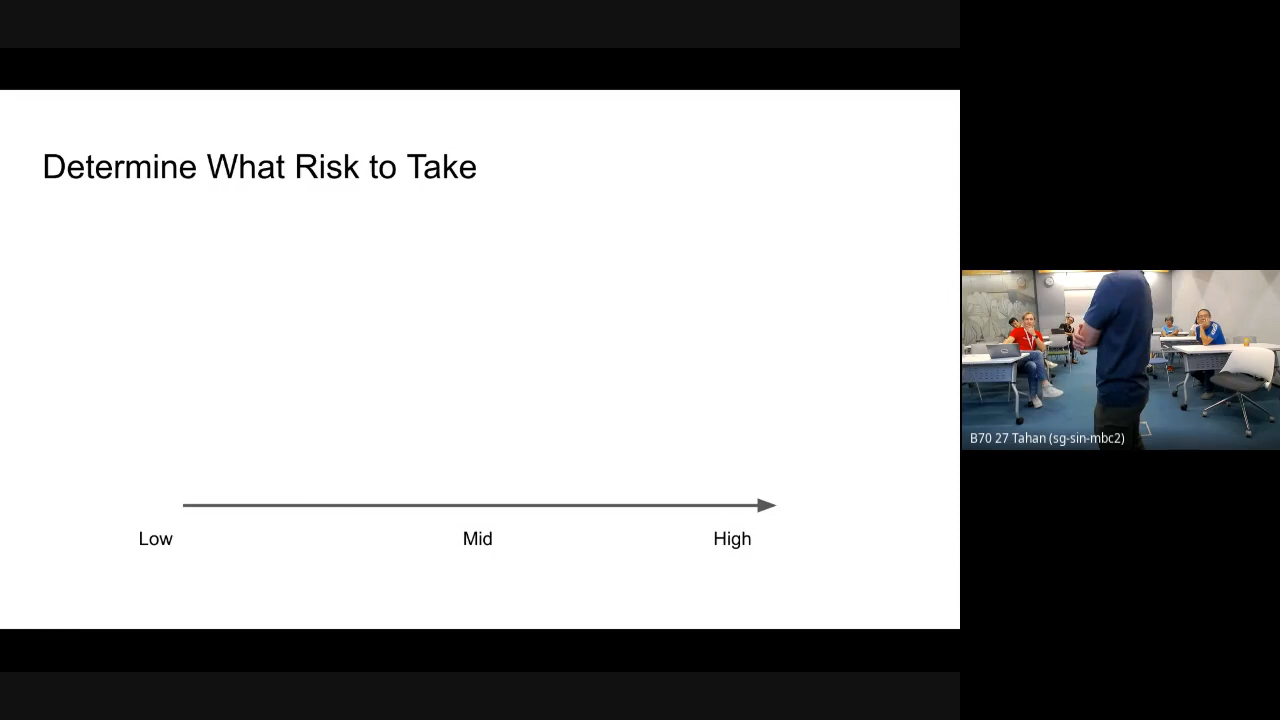 Determine What Risk to Take
Low
Mid
High
B70 27 Tahan (sg-sin-mbc2)